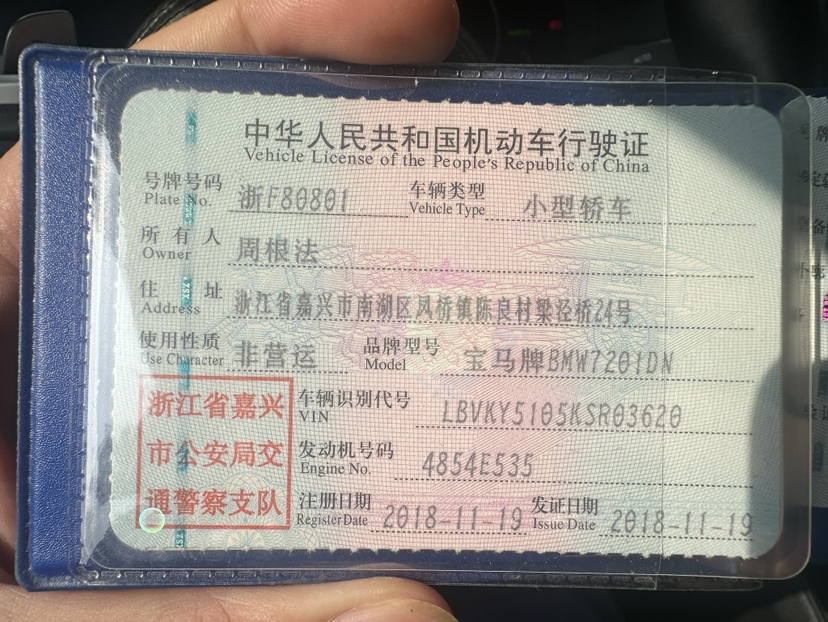 中华人民共和国机动车行驶证
Vehicle License of the People's Republic of China
号牌号码 浙F80801 车辆类型 小型轿车
Plate No. Vehicle Type
所有人 周根法
Owner
住址 浙江省嘉兴市南湖区凤桥镇陈良村梁泾桥24号
Address
使用性质 非营运 品牌型号 宝马牌BMW7201DN
Use Character Model
浙江省嘉兴
市公安局交
通警察支队
车辆识别代号 LBVKY5105KSR03620
VIN
发动机号码 4854E535
Engine No.
注册日期 2018-11-19 发证日期 2018-11-19
Register Date Issue Date